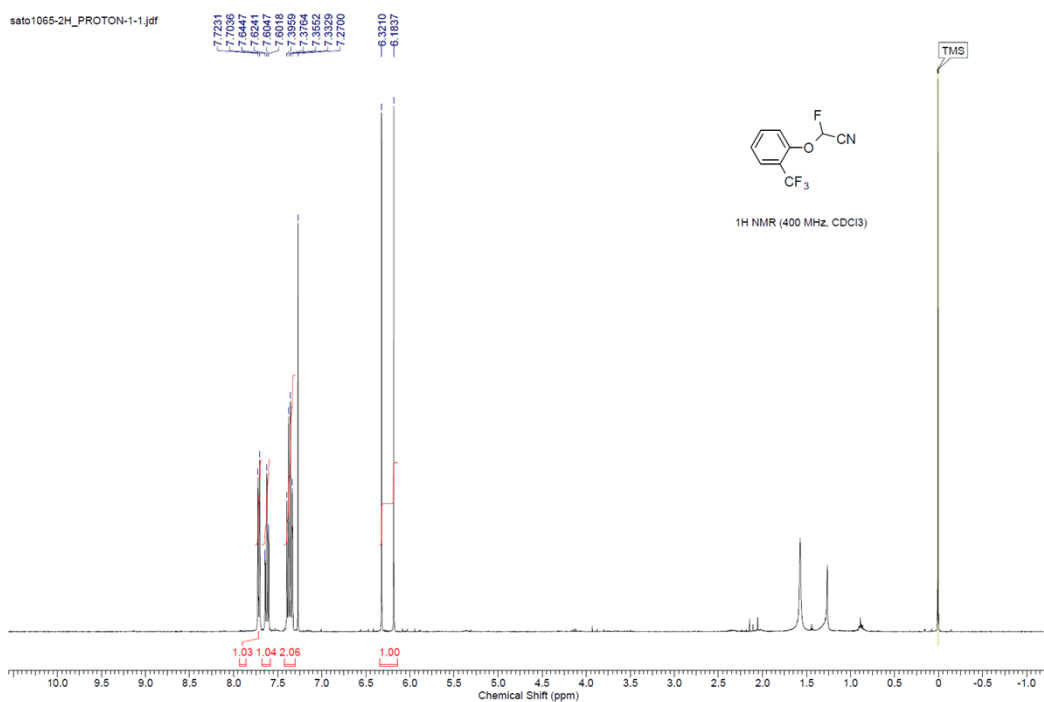 sato1065-2H_PROTON-1-1.jdf
7.7231
7.7036
7.6447
7.6241
7.6047
7.6018
7.3959
7.3764
7.3552
7.3329
7.2700
6.3210
6.1837
TMS
F
O
CN
CF3
1H NMR (400 MHz, CDCl3)
1.03 1.04 2.06 1.00
10.0 9.5 9.0 8.5 8.0 7.5 7.0 6.5 6.0 5.5 5.0 4.5 4.0 3.5 3.0 2.5 2.0 1.5 1.0 0.5 0 -0.5 -1.0
Chemical Shift (ppm)